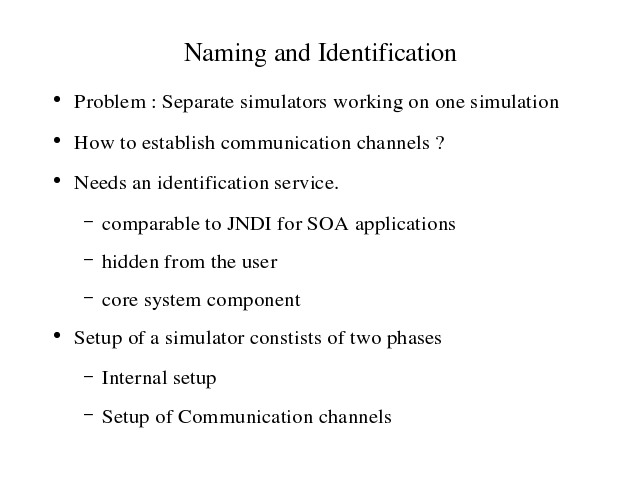 Naming and Identification
• Problem : Separate simulators working on one simulation
• How to establish communication channels ?
• Needs an identification service.
– comparable to JNDI for SOA applications
– hidden from the user
– core system component
• Setup of a simulator constists of two phases
– Internal setup
– Setup of Communication channels